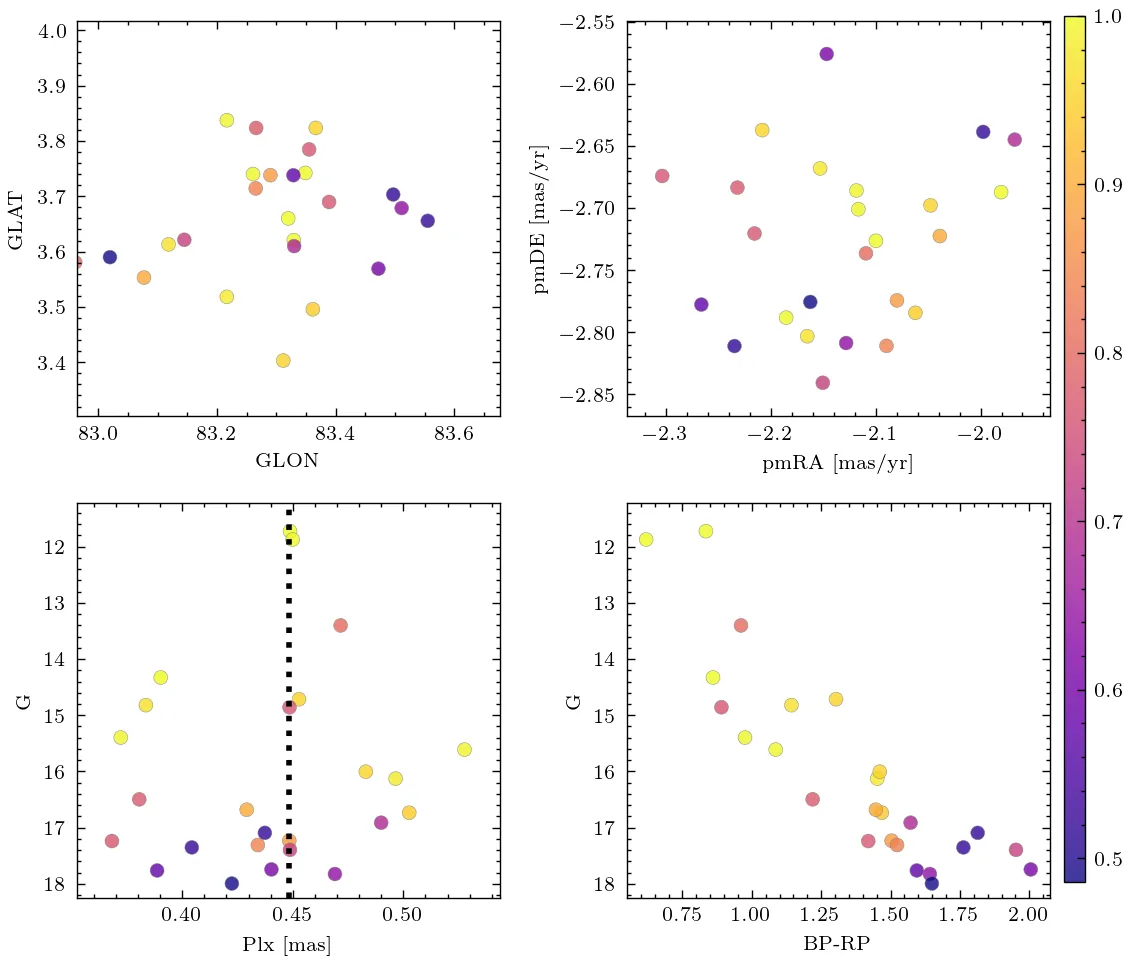 4.0
3.9
3.8
3.7
3.6
3.5
3.4
GLAT
83.0 83.2 83.4 83.6
GLON
−2.55
−2.60
−2.65
−2.70
−2.75
−2.80
−2.85
pmDE [mas/yr]
−2.3 −2.2 −2.1 −2.0
pmRA [mas/yr]
12
13
14
15
16
17
18
G
0.40 0.45 0.50
Plx [mas]
12
13
14
15
16
17
18
G
0.75 1.00 1.25 1.50 1.75 2.00
BP-RP
1.0
0.9
0.8
0.7
0.6
0.5